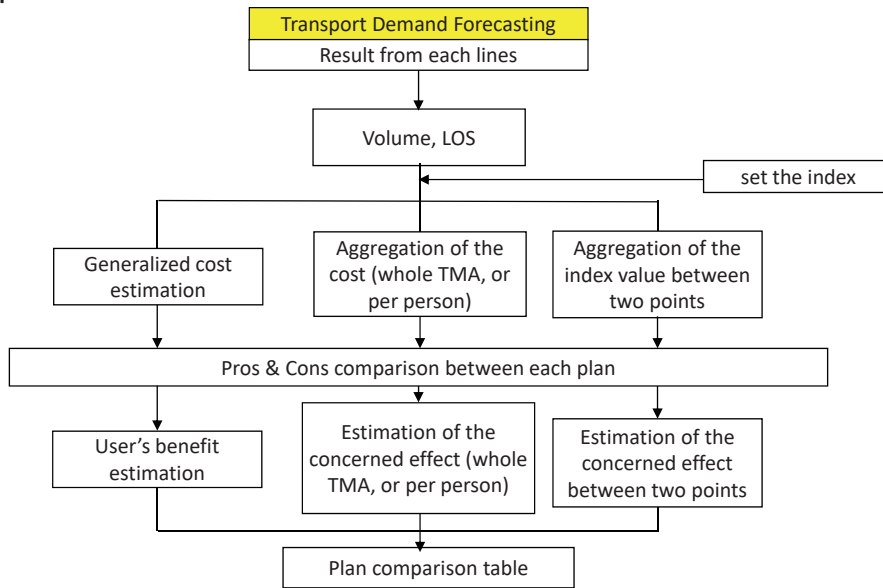 Transport Demand Forecasting
Result from each lines
Volume, LOS
set the index
Generalized cost
estimation
Aggregation of the
cost (whole TMA, or
per person)
Aggregation of the
index value between
two points
Pros & Cons comparison between each plan
User's benefit
estimation
Estimation of the
concerned effect (whole
TMA, or per person)
Estimation of the
concerned effect
between two points
Plan comparison table